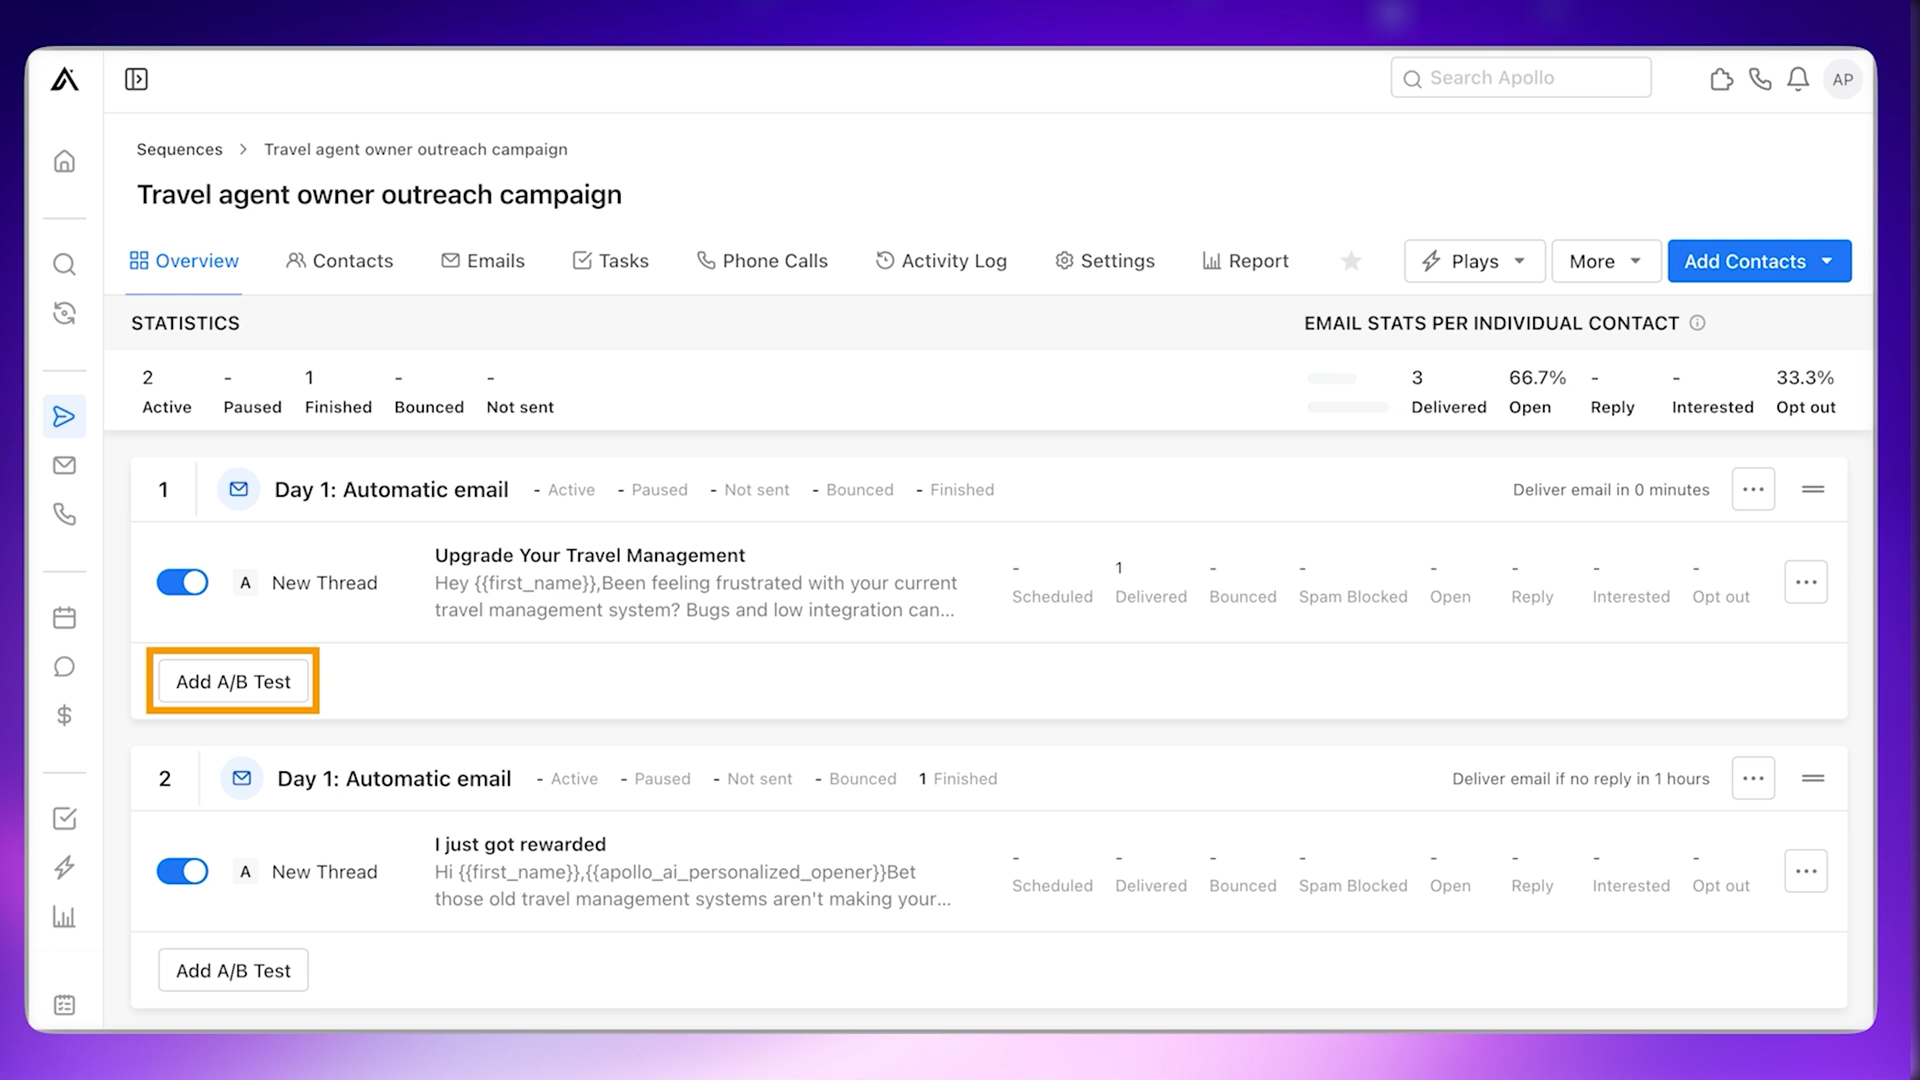 Search Apollo
AP
Sequences > Travel agent owner outreach campaign
Travel agent owner outreach campaign
Overview Contacts Emails Tasks Phone Calls Activity Log Settings Report Plays More Add Contacts
STATISTICS EMAIL STATS PER INDIVIDUAL CONTACT
2 - 1 - - 3 66.7% - - 33.3%
Active Paused Finished Bounced Not sent Delivered Open Reply Interested Opt out
1 Day 1: Automatic email - Active - Paused - Not sent - Bounced - Finished Deliver email in 0 minutes
Upgrade Your Travel Management
A New Thread Hey {{first_name}},Been feeling frustrated with your current
travel management system? Bugs and low integration can...
- 1 - - - - - -
Scheduled Delivered Bounced Spam Blocked Open Reply Interested Opt out
Add A/B Test
2 Day 1: Automatic email - Active - Paused - Not sent - Bounced 1 Finished Deliver email if no reply in 1 hours
I just got rewarded
A New Thread Hi {{first_name}},{{apollo_ai_personalized_opener}}Bet
those old travel management systems aren't making your...
- - - - - - - -
Scheduled Delivered Bounced Spam Blocked Open Reply Interested Opt out
Add A/B Test